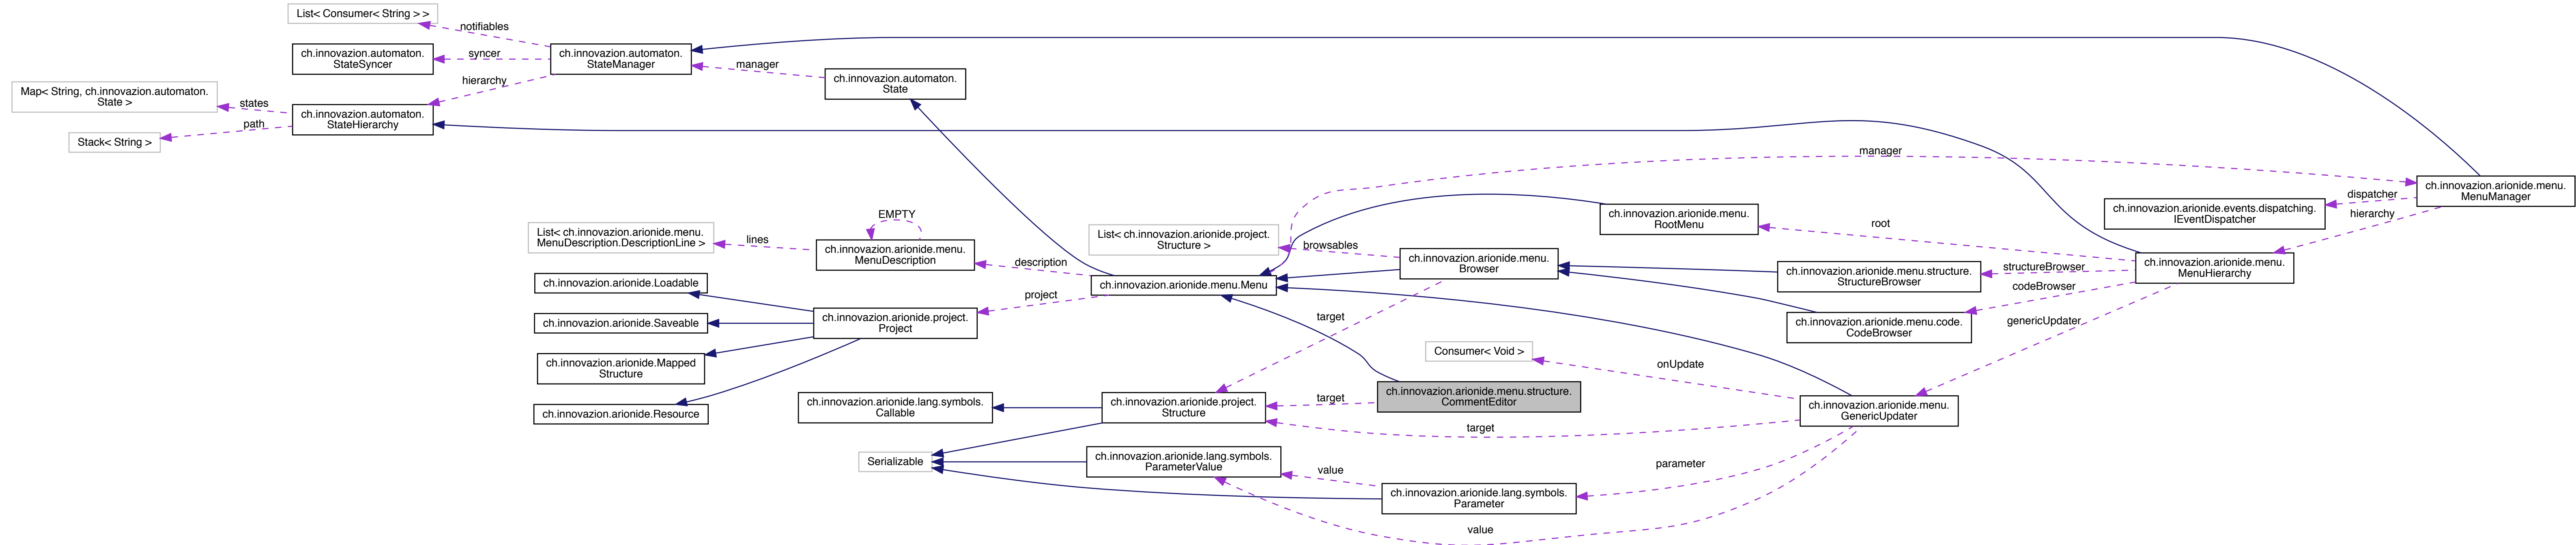 List< Consumer< String > >
notifiables
ch.innovazion.automaton.
StateSyncer
syncer
ch.innovazion.automaton.
StateManager
hierarchy
manager
ch.innovazion.automaton.
State
Map< String, ch.innovazion.automaton.
State >
states
path
Stack< String >
ch.innovazion.automaton.
StateHierarchy
manager
ch.innovazion.arionide.menu.
MenuManager
dispatcher
hierarchy
ch.innovazion.arionide.events.dispatching.
IEventDispatcher
EMPTY
List< ch.innovazion.arionide.menu.
MenuDescription.DescriptionLine >
lines
ch.innovazion.arionide.menu.
MenuDescription
description
List< ch.innovazion.arionide.project.
Structure >
browsables
ch.innovazion.arionide.menu.
RootMenu
root
ch.innovazion.arionide.menu.
Browser
ch.innovazion.arionide.menu.structure.
StructureBrowser
structureBrowser
ch.innovazion.arionide.menu.
MenuHierarchy
codeBrowser
ch.innovazion.arionide.Loadable
project
ch.innovazion.arionide.menu.Menu
ch.innovazion.arionide.Saveable
ch.innovazion.arionide.project.
Project
target
ch.innovazion.arionide.menu.code.
CodeBrowser
genericUpdater
ch.innovazion.arionide.Mapped
Structure
Consumer< Void >
onUpdate
ch.innovazion.arionide.Resource
ch.innovazion.arionide.lang.symbols.
Callable
ch.innovazion.arionide.project.
Structure
target
ch.innovazion.arionide.menu.structure.
CommentEditor
target
ch.innovazion.arionide.menu.
GenericUpdater
Serializable
ch.innovazion.arionide.lang.symbols.
ParameterValue
value
parameter
ch.innovazion.arionide.lang.symbols.
Parameter
value